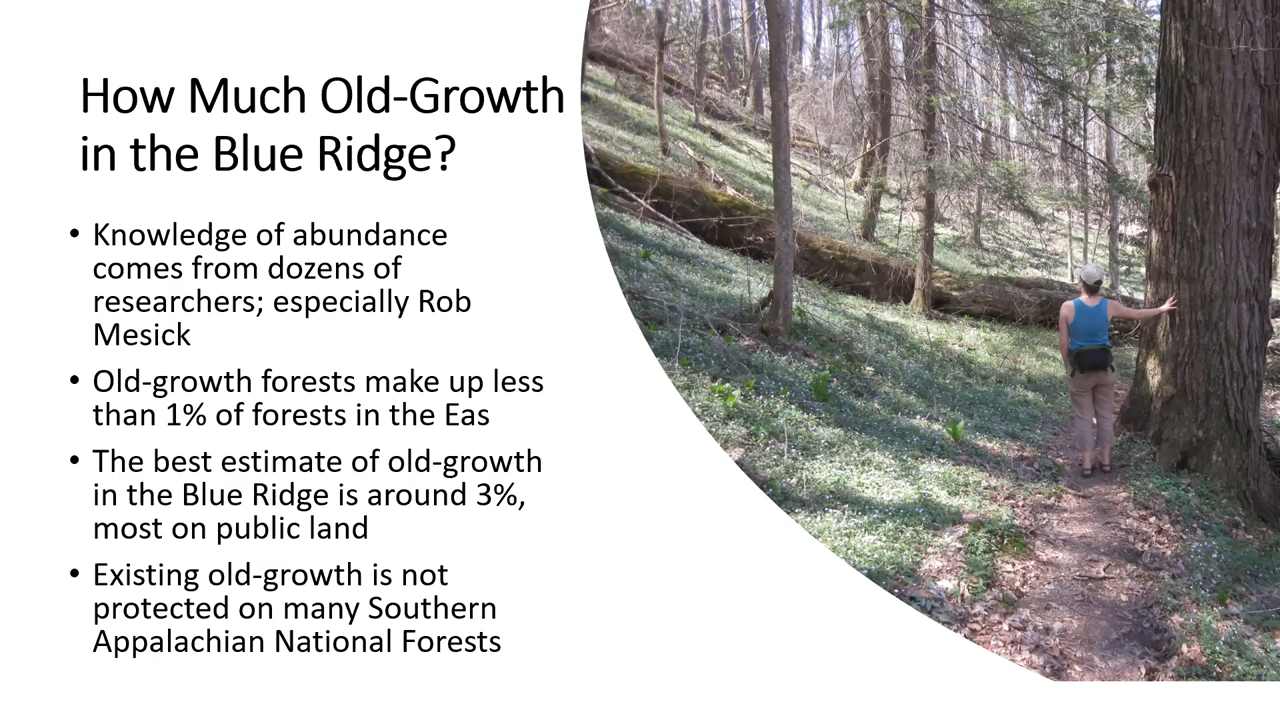 How Much Old-Growth
in the Blue Ridge?
• Knowledge of abundance
comes from dozens of
researchers; especially Rob
Mesick
• Old-growth forests make up less
than 1% of forests in the Eas
• The best estimate of old-growth
in the Blue Ridge is around 3%,
most on public land
• Existing old-growth is not
protected on many Southern
Appalachian National Forests